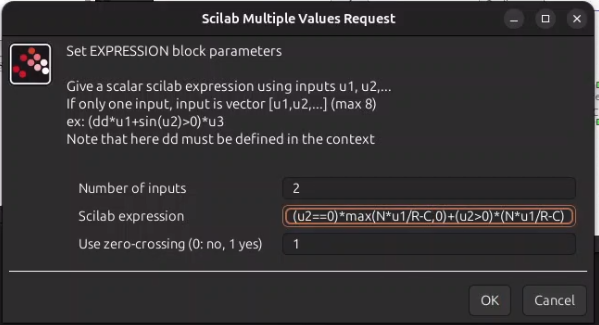 Scilab Multiple Values Request
Set EXPRESSION block parameters
Give a scalar scilab expression using inputs u1, u2,...
If only one input, input is vector [u1,u2,...] (max 8)
ex: (dd*u1+sin(u2)>0)*u3
Note that here dd must be defined in the context
Number of inputs 2
Scilab expression (u2==0)*max(N*u1/R-C,0)+(u2>0)*(N*u1/R-C)
Use zero-crossing (0: no, 1 yes) 1
OK Cancel